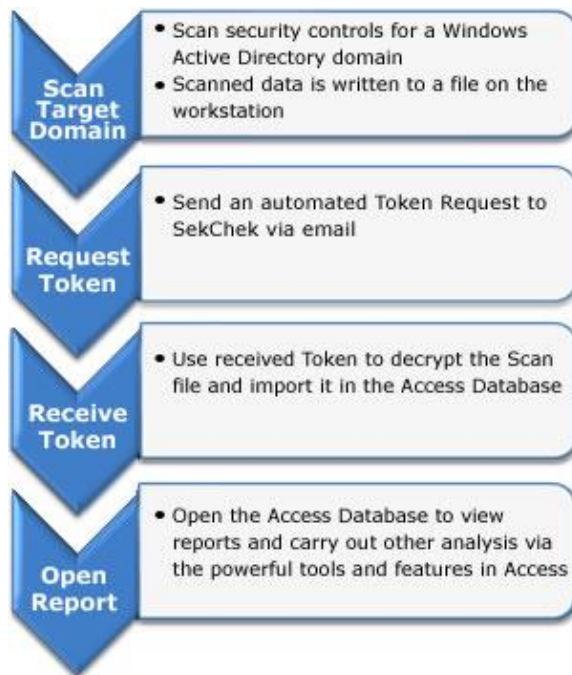 Scan
Target
Domain
• Scan security controls for a Windows
Active Directory domain
• Scanned data is written to a file on the
workstation
Request
Token
• Send an automated Token Request to
SekChek via email
Receive
Token
• Use received Token to decrypt the Scan
file and import it in the Access Database
Open
Report
• Open the Access Database to view
reports and carry out other analysis via
the powerful tools and features in Access